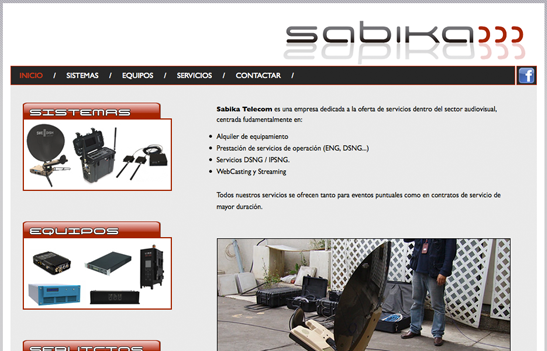 sabika
INICIO / SISTEMAS / EQUIPOS / SERVICIOS / CONTACTAR /
SISTEMAS
Sabika Telecom es una empresa dedicada a la oferta de servicios dentro del sector audiovisual,
centrada fudamentalmente en:
Alquiler de equipamiento
Prestación de servicios de operación (ENG, DSNG...)
Servicios DSNG / IPSNG.
WebCasting y Streaming
Todos nuestros servicios se ofrecen tanto para eventos puntuales como en contratos de servicio de
mayor duración.
EQUIPOS
SERVICIOS